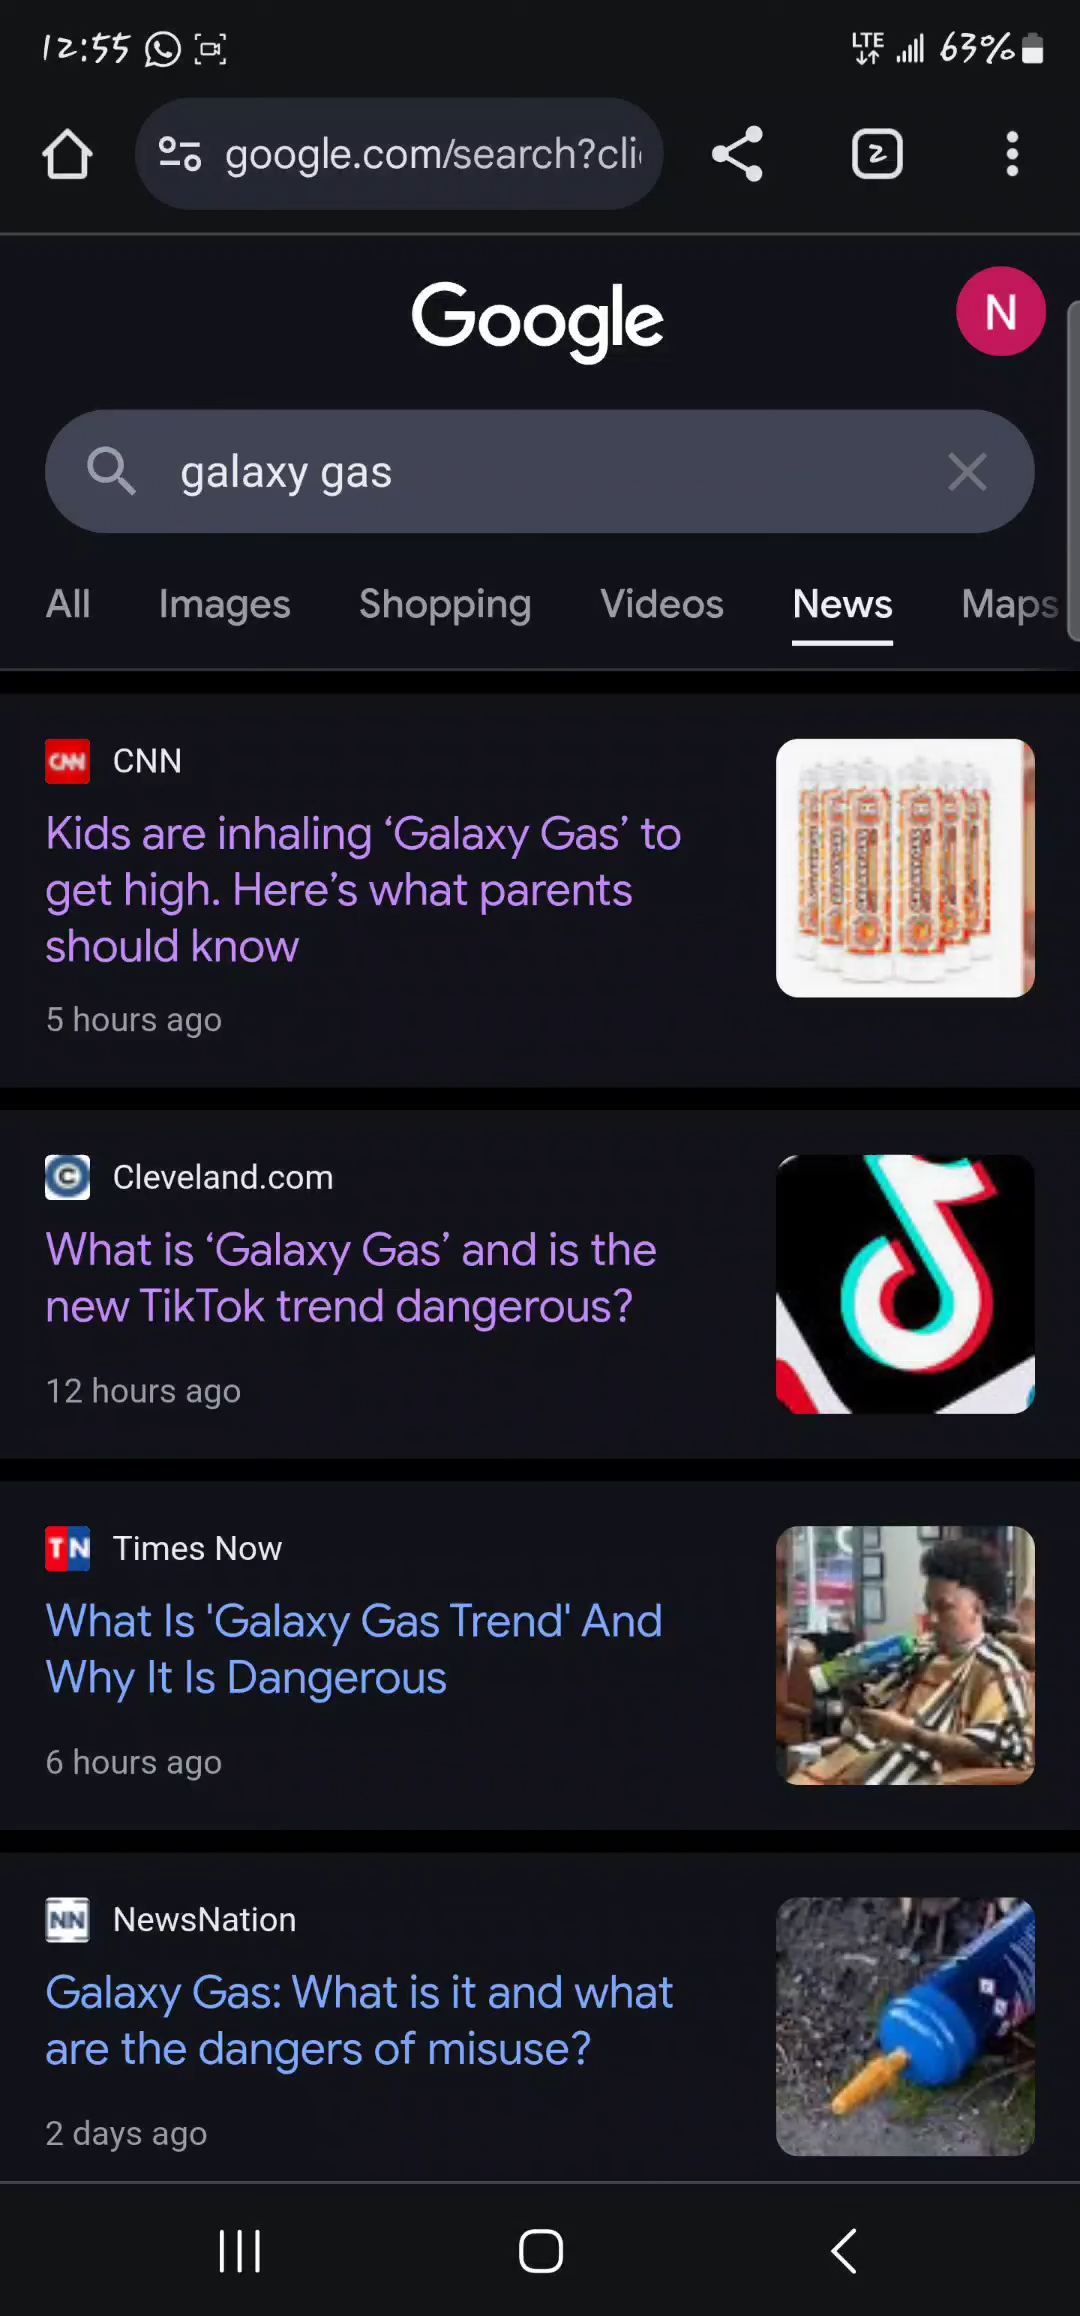 12:55
LTE
63%
google.com/search?cli
2
Google
N
galaxy gas
All Images Shopping Videos News Maps
CNN CNN
Kids are inhaling ‘Galaxy Gas’ to
get high. Here’s what parents
should know
5 hours ago
C Cleveland.com
What is ‘Galaxy Gas’ and is the
new TikTok trend dangerous?
12 hours ago
TN Times Now
What Is 'Galaxy Gas Trend' And
Why It Is Dangerous
6 hours ago
NN NewsNation
Galaxy Gas: What is it and what
are the dangers of misuse?
2 days ago